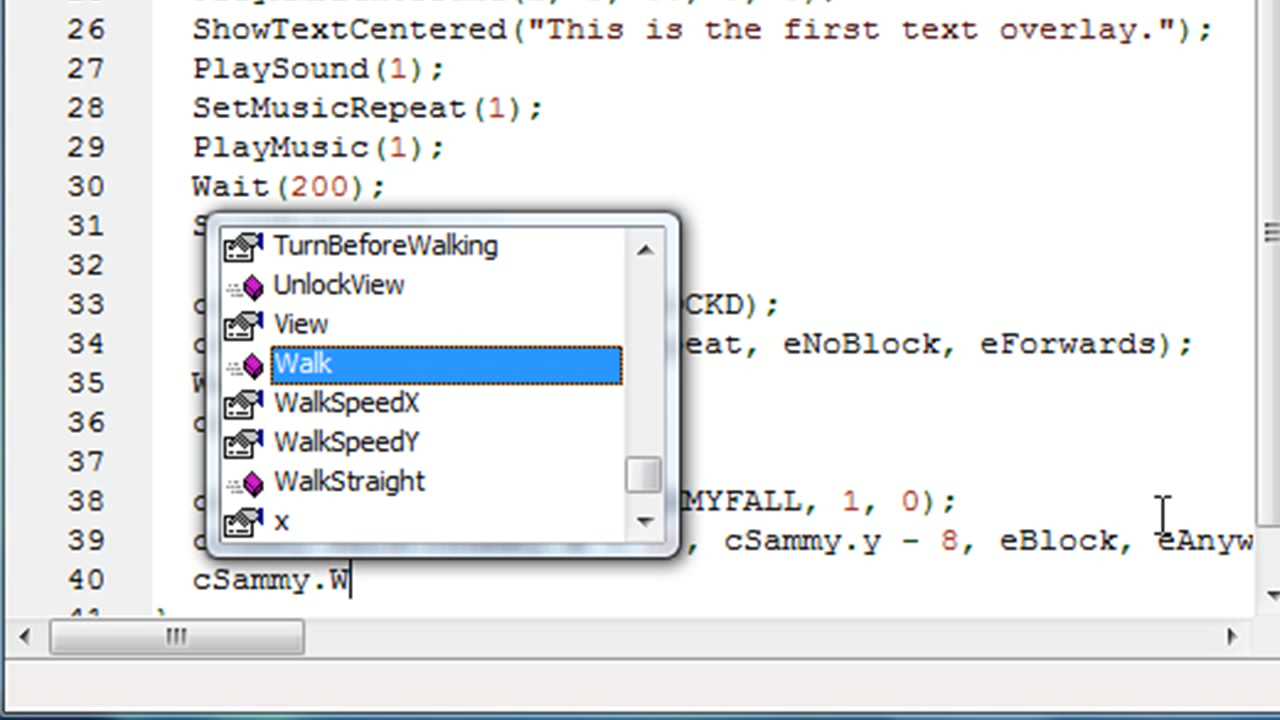 26 ShowTextCentered("This is the first text overlay.");
27 PlaySound(1);
28 SetMusicRepeat(1);
29 PlayMusic(1);
30 Wait(200);
31 S
TurnBeforeWalking
32
UnlockView
33 CKD);
View
34 eat, eNoBlock, eForwards);
Walk
35 W
WalkSpeedX
36
WalkSpeedY
37
WalkStraight
38 MYFALL, 1, 0);
x
39 , cSammy.y - 8, eBlock, eAnyw
40 cSammy.W